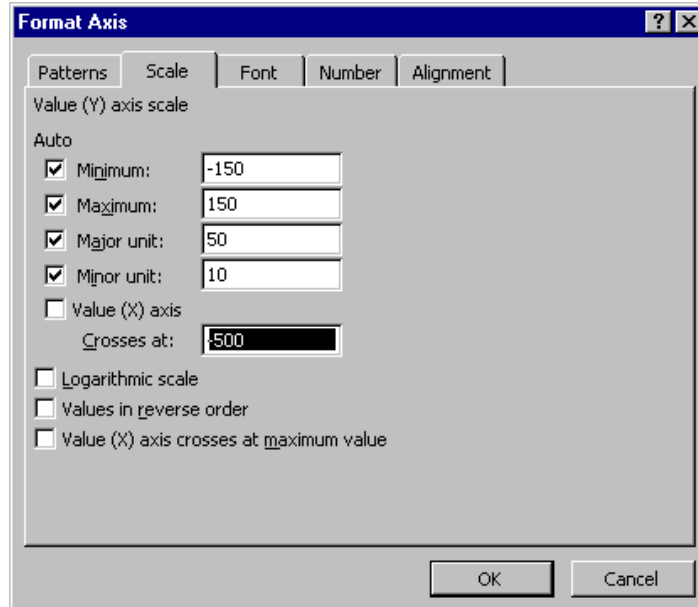 Format Axis
Patterns Scale Font Number Alignment
Value (Y) axis scale
Auto
Minimum: -150
Maximum: 150
Major unit: 50
Minor unit: 10
Value (X) axis
Crosses at: -500
Logarithmic scale
Values in reverse order
Value (X) axis crosses at maximum value
OK Cancel